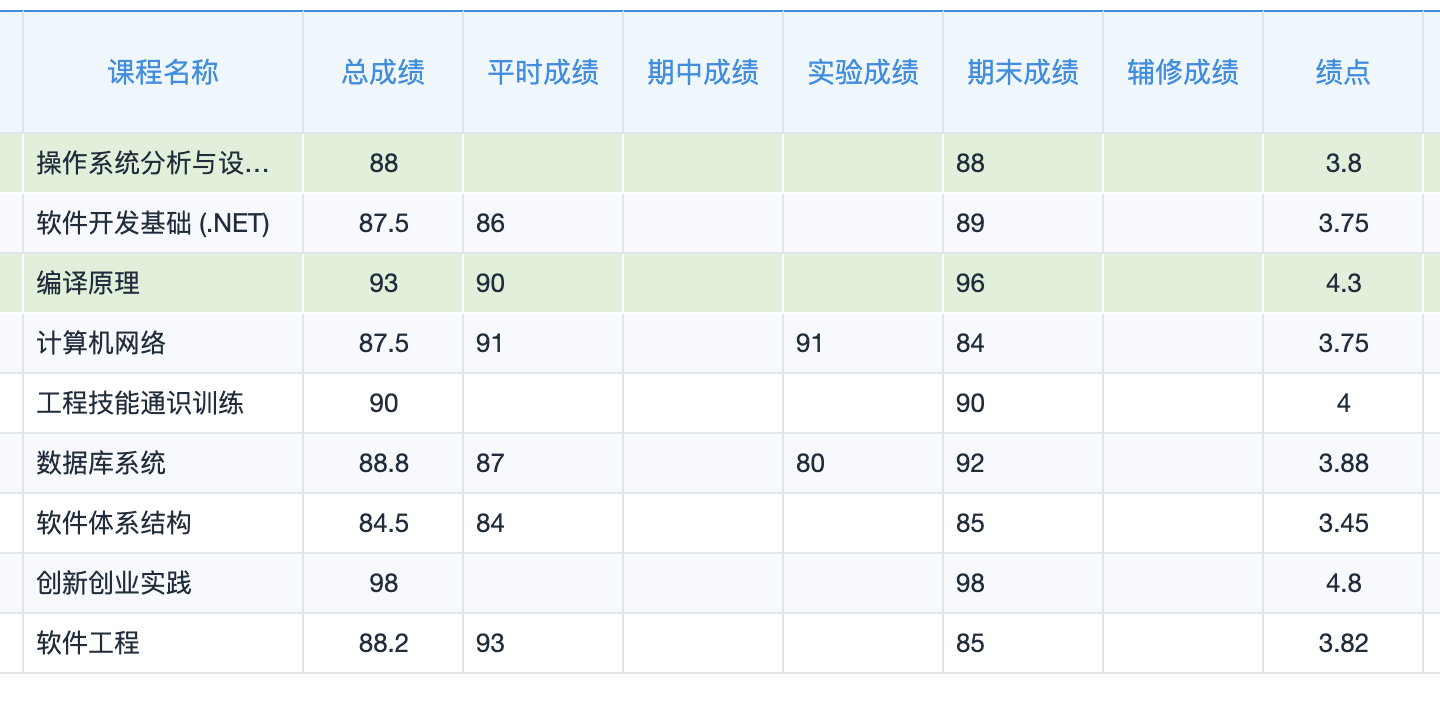 课程名称 总成绩 平时成绩 期中成绩 实验成绩 期末成绩 辅修成绩 绩点
操作系统分析与设... 88 88 3.8
软件开发基础 (.NET) 87.5 86 89 3.75
编译原理 93 90 96 4.3
计算机网络 87.5 91 91 84 3.75
工程技能通识训练 90 90 4
数据库系统 88.8 87 80 92 3.88
软件体系结构 84.5 84 85 3.45
创新创业实践 98 98 4.8
软件工程 88.2 93 85 3.82